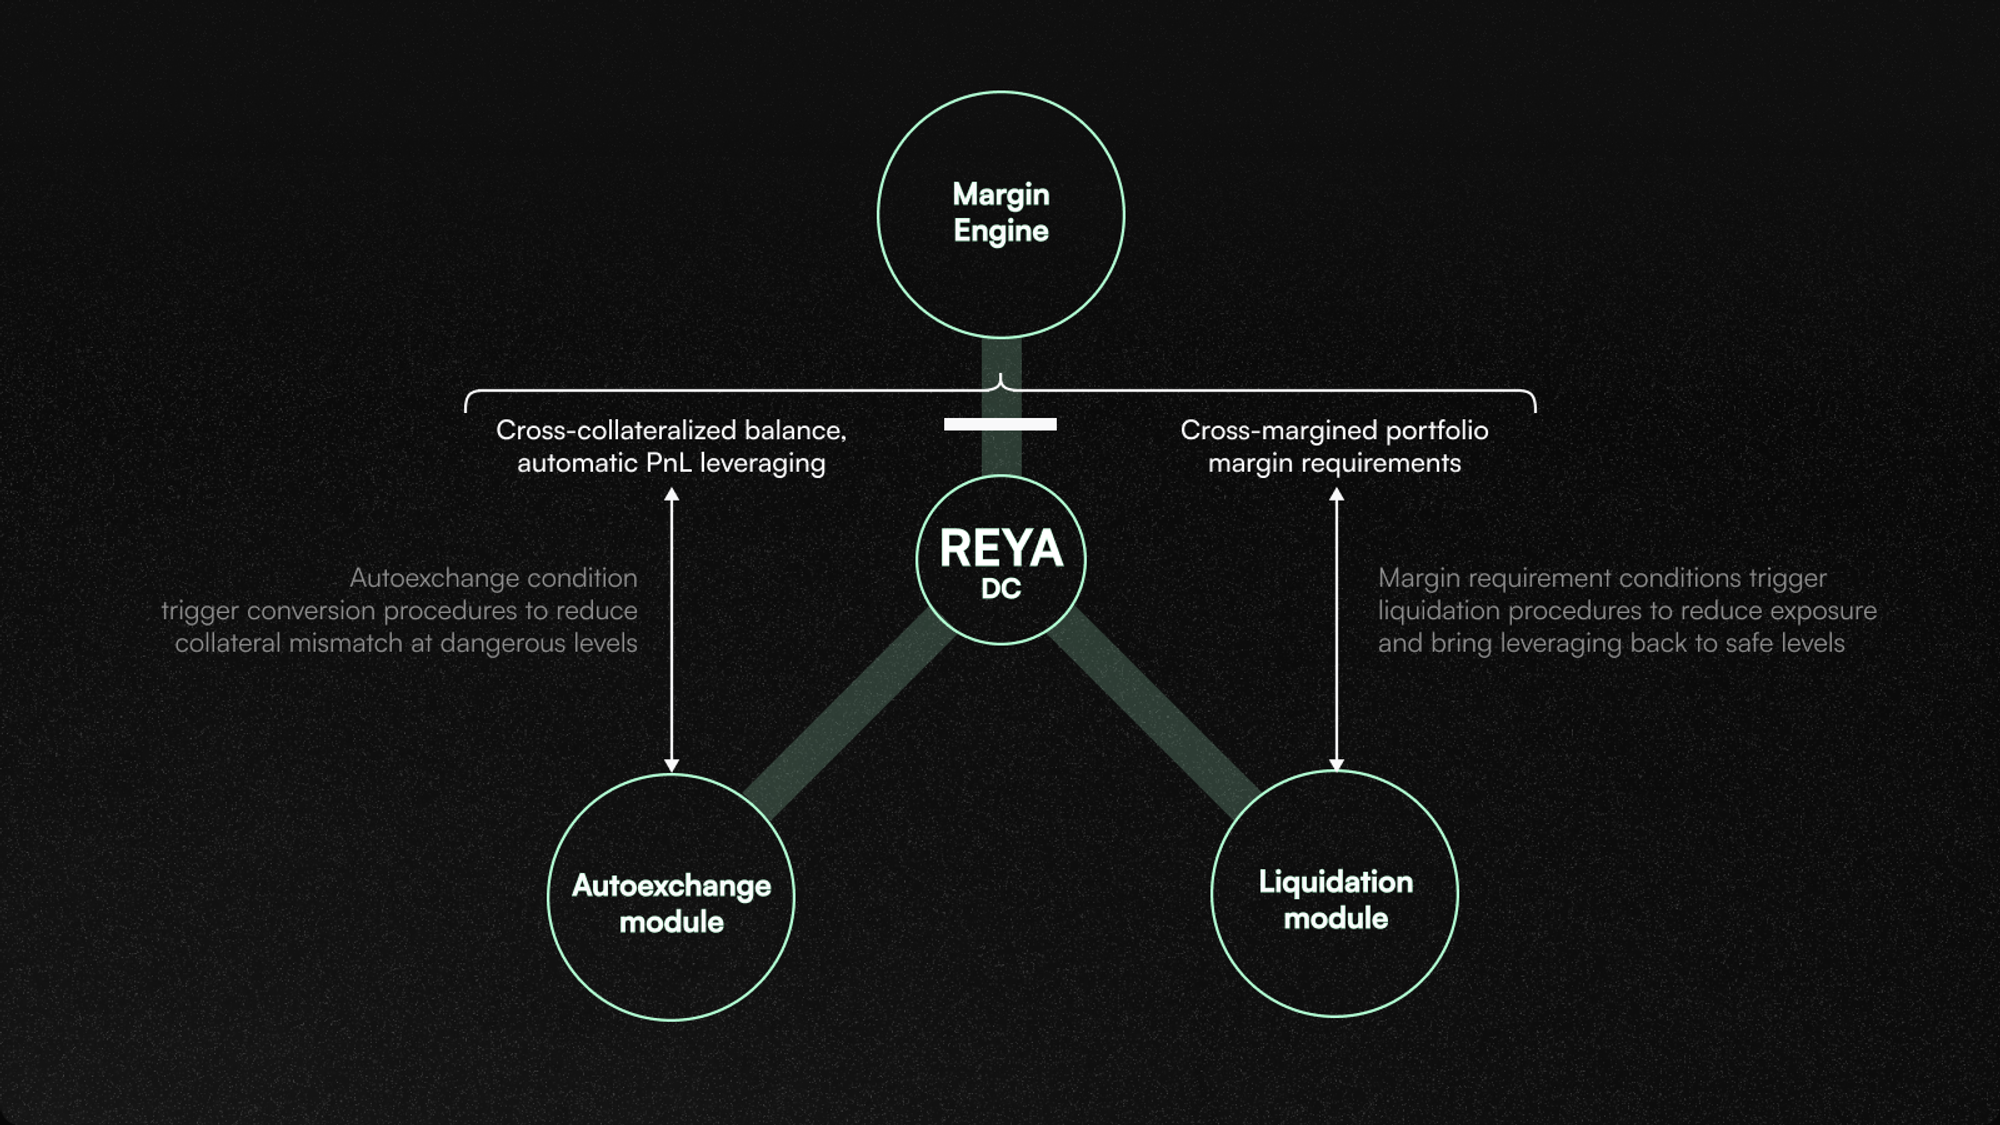 Margin
Engine
Cross-collateralized balance,
automatic PnL leveraging
Cross-margined portfolio
margin requirements
REYA
DC
Autoexchange condition
trigger conversion procedures to reduce
collateral mismatch at dangerous levels
Margin requirement conditions trigger
liquidation procedures to reduce exposure
and bring leveraging back to safe levels
Autoexchange
module
Liquidation
module